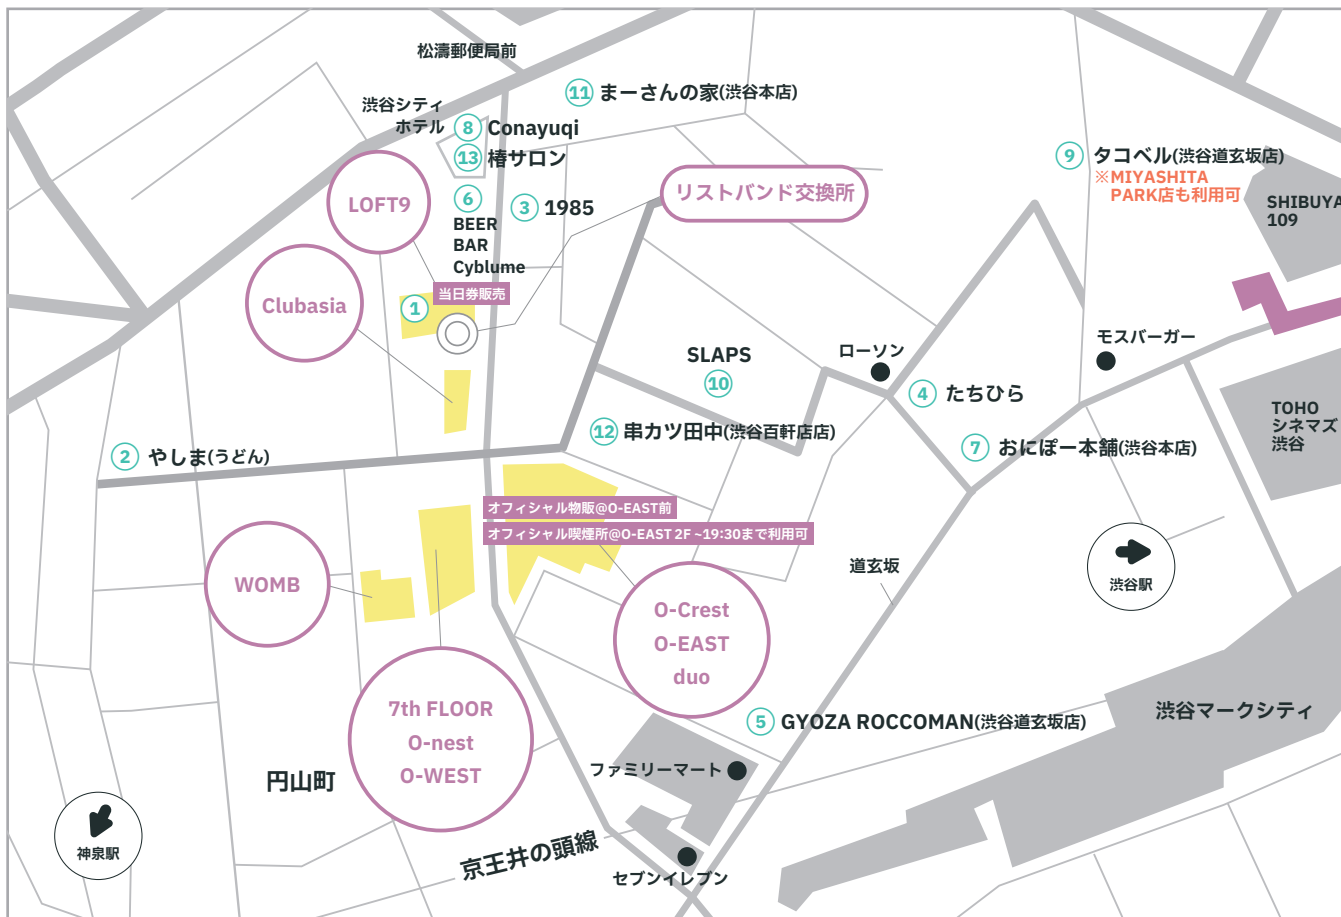 松濤郵便局前
⑪ まーさんの家(渋谷本店)
渋谷シティ
ホテル
⑧ Conayuqi
⑬ 椿サロン
⑨ タコベル(渋谷道玄坂店)
※MIYASHITA
PARK店も利用可
SHIBUYA
109
LOFT9
リストバンド交換所
⑥
BEER
BAR
Cyblume
③ 1985
Clubasia
当日券販売
①
モスバーガー
ローソン
SLAPS
⑩
④ たちひら
TOHO
シネマズ
渋谷
⑫ 串カツ田中(渋谷百軒店店)
⑦ おにぽー本舗(渋谷本店)
② やしま(うどん)
オフィシャル物販@O-EAST前
オフィシャル喫煙所@O-EAST 2F ~19:30まで利用可
道玄坂
渋谷駅
WOMB
O-Crest
O-EAST
duo
7th FLOOR
O-nest
O-WEST
⑤ GYOZA ROCCOMAN(渋谷道玄坂店)
渋谷マークシティ
ファミリーマート
円山町
神泉駅
京王井の頭線
セブンイレブン